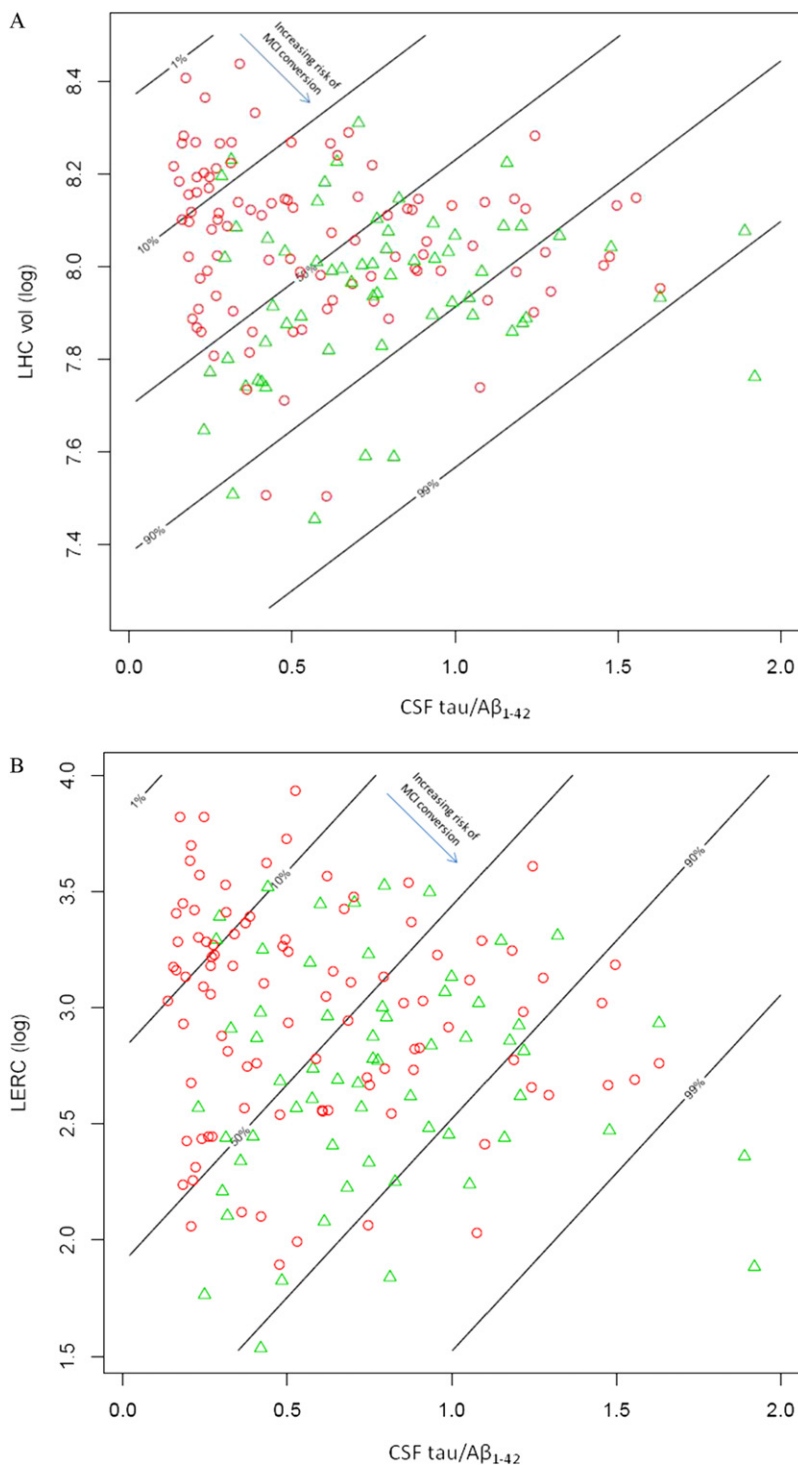 A
Increasing risk of
MCI conversion
1%
10%
50%
90%
99%
8.4
8.2
8.0
7.8
7.6
7.4
LHC vol (log)
0.0 0.5 1.0 1.5 2.0
CSF tau/Aβ1-42
B
Increasing risk of
MCI conversion
1%
10%
50%
90%
99%
4.0
3.5
3.0
2.5
2.0
1.5
LERC (log)
0.0 0.5 1.0 1.5 2.0
CSF tau/Aβ1-42